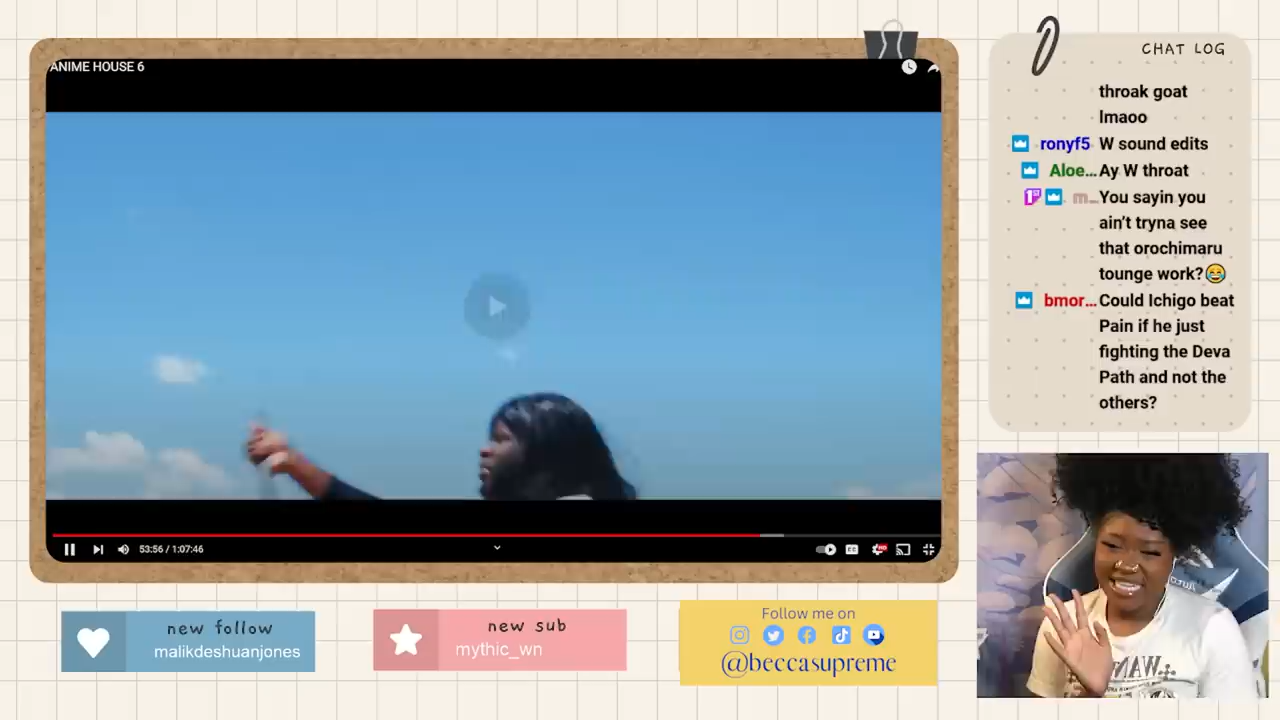 ANIME HOUSE 6
53:56 / 1:07:46
CC
HD
CHAT LOG
throak goat
lmaoo
ronyf5 W sound edits
Aloe... Ay W throat
m... You sayin you
ain't tryna see
that orochimaru
tounge work?😂
bmor... Could Ichigo beat
Pain if he just
fighting the Deva
Path and not the
others?
new follow
malikdeshuanjones
new sub
mythic_wn
Follow me on
@beccasupreme